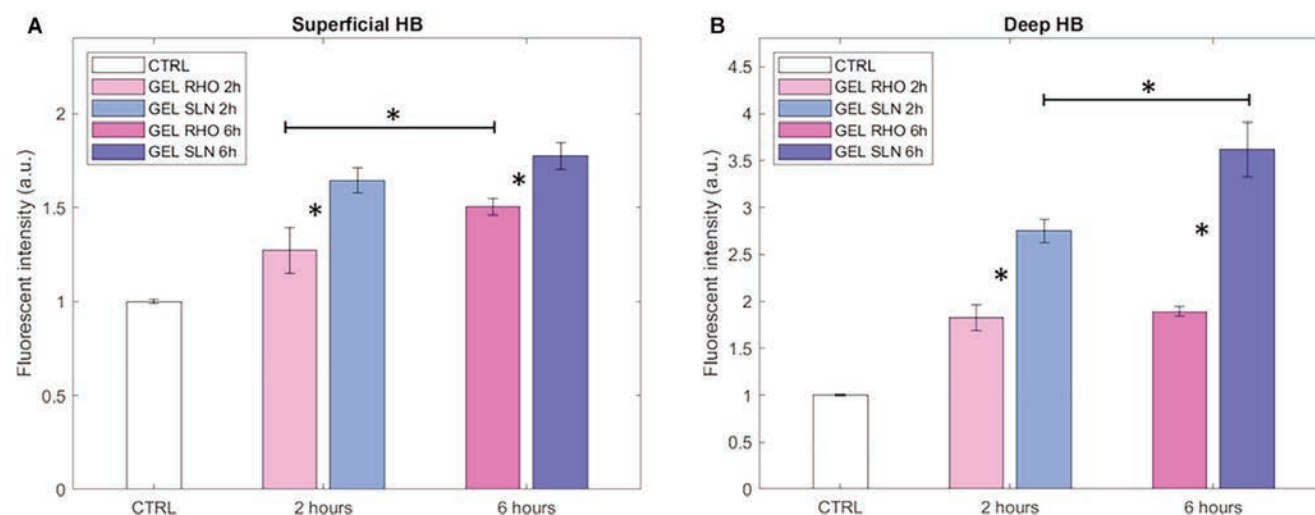 A
Superficial HB
CTRL
GEL RHO 2h
GEL SLN 2h
GEL RHO 6h
GEL SLN 6h
Fluorescent intensity (a.u.)
2
1.5
1
0.5
0
*
*
*
CTRL
2 hours
6 hours
B
Deep HB
CTRL
GEL RHO 2h
GEL SLN 2h
GEL RHO 6h
GEL SLN 6h
Fluorescent intensity (a.u.)
4.5
4
3.5
3
2.5
2
1.5
1
0.5
0
*
*
*
CTRL
2 hours
6 hours